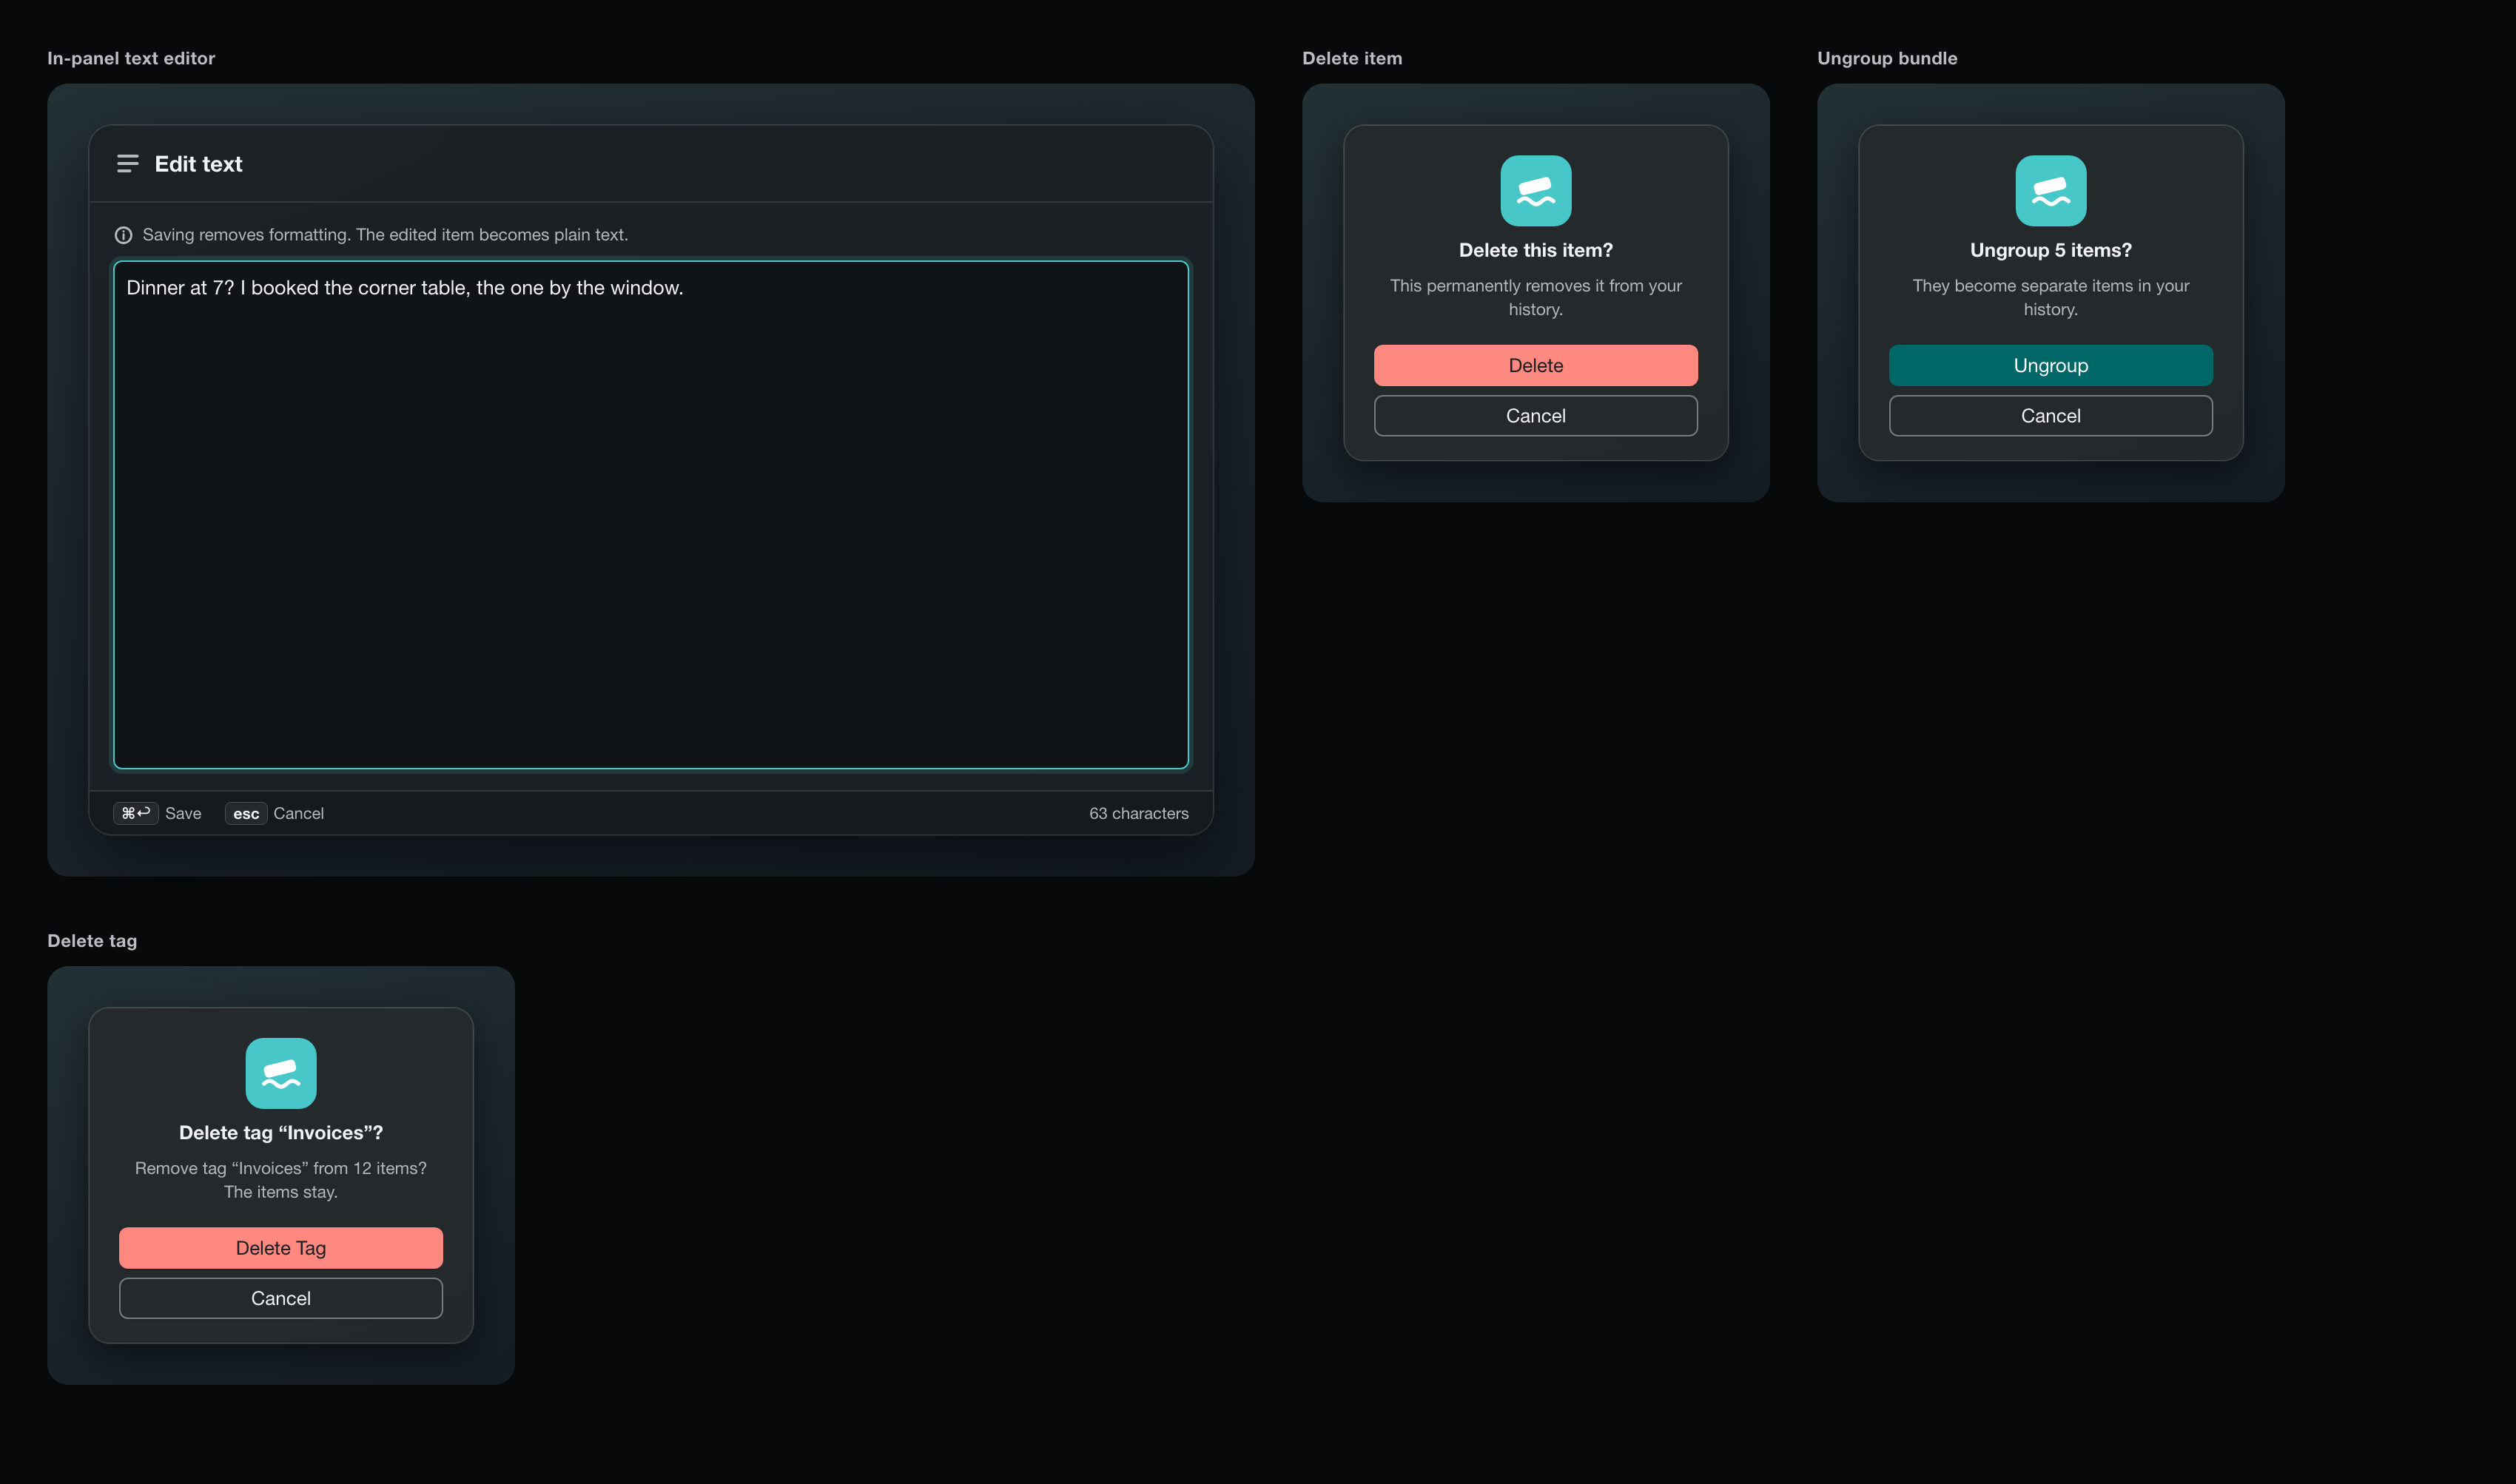 In-panel text editor
Edit text
Saving removes formatting. The edited item becomes plain text.
Dinner at 7? I booked the corner table, the one by the window.
⌘↩ Save
esc Cancel
63 characters
Delete item
Delete this item?
This permanently removes it from your
history.
Delete
Cancel
Ungroup bundle
Ungroup 5 items?
They become separate items in your
history.
Ungroup
Cancel
Delete tag
Delete tag “Invoices”?
Remove tag “Invoices” from 12 items?
The items stay.
Delete Tag
Cancel